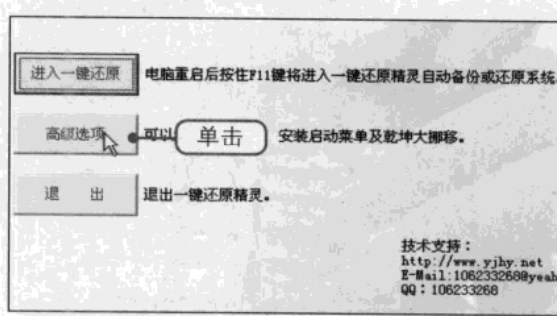 进入一键还原 电脑重启后按住F11键将进入一键还原精灵自动备份或还原系统
高级选项 可以 单击 安装启动菜单及乾坤大挪移。
退 出 退出一键还原精灵。
技术支持：
http://www.yjhy.net
E-Mail:106233268@yeah
QQ：106233268